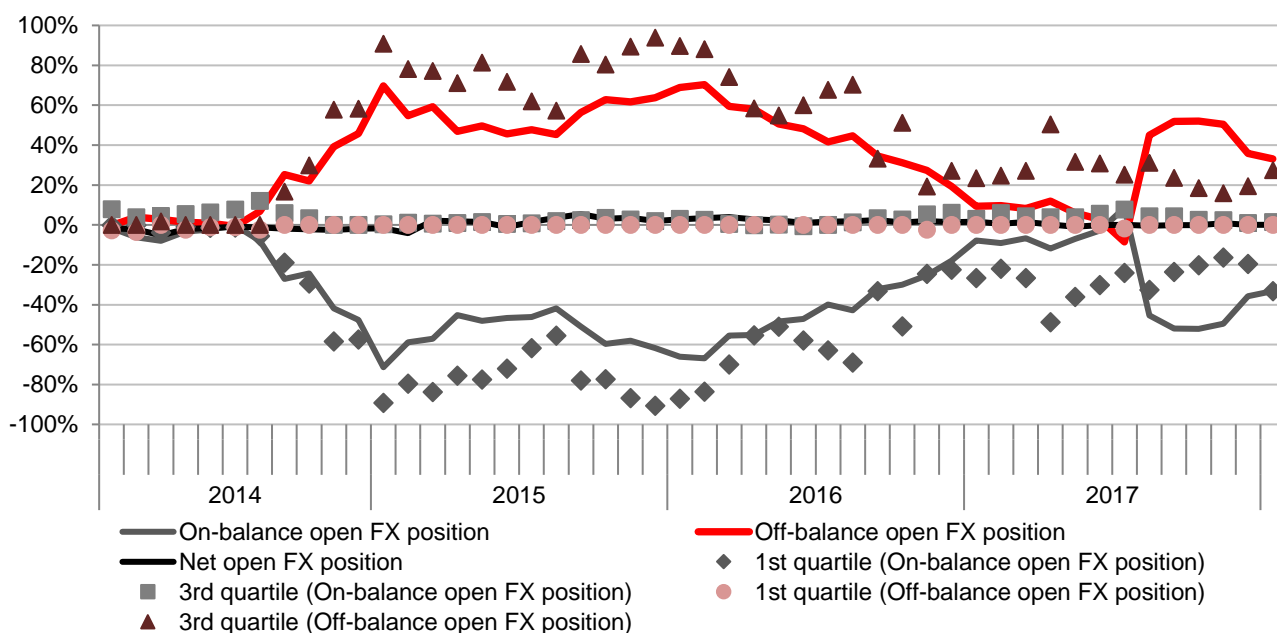 100%
80%
60%
40%
20%
0%
-20%
-40%
-60%
-80%
-100%
2014 2015 2016 2017
On-balance open FX position Off-balance open FX position
Net open FX position 1st quartile (On-balance open FX position)
3rd quartile (On-balance open FX position) 1st quartile (Off-balance open FX position)
3rd quartile (Off-balance open FX position)